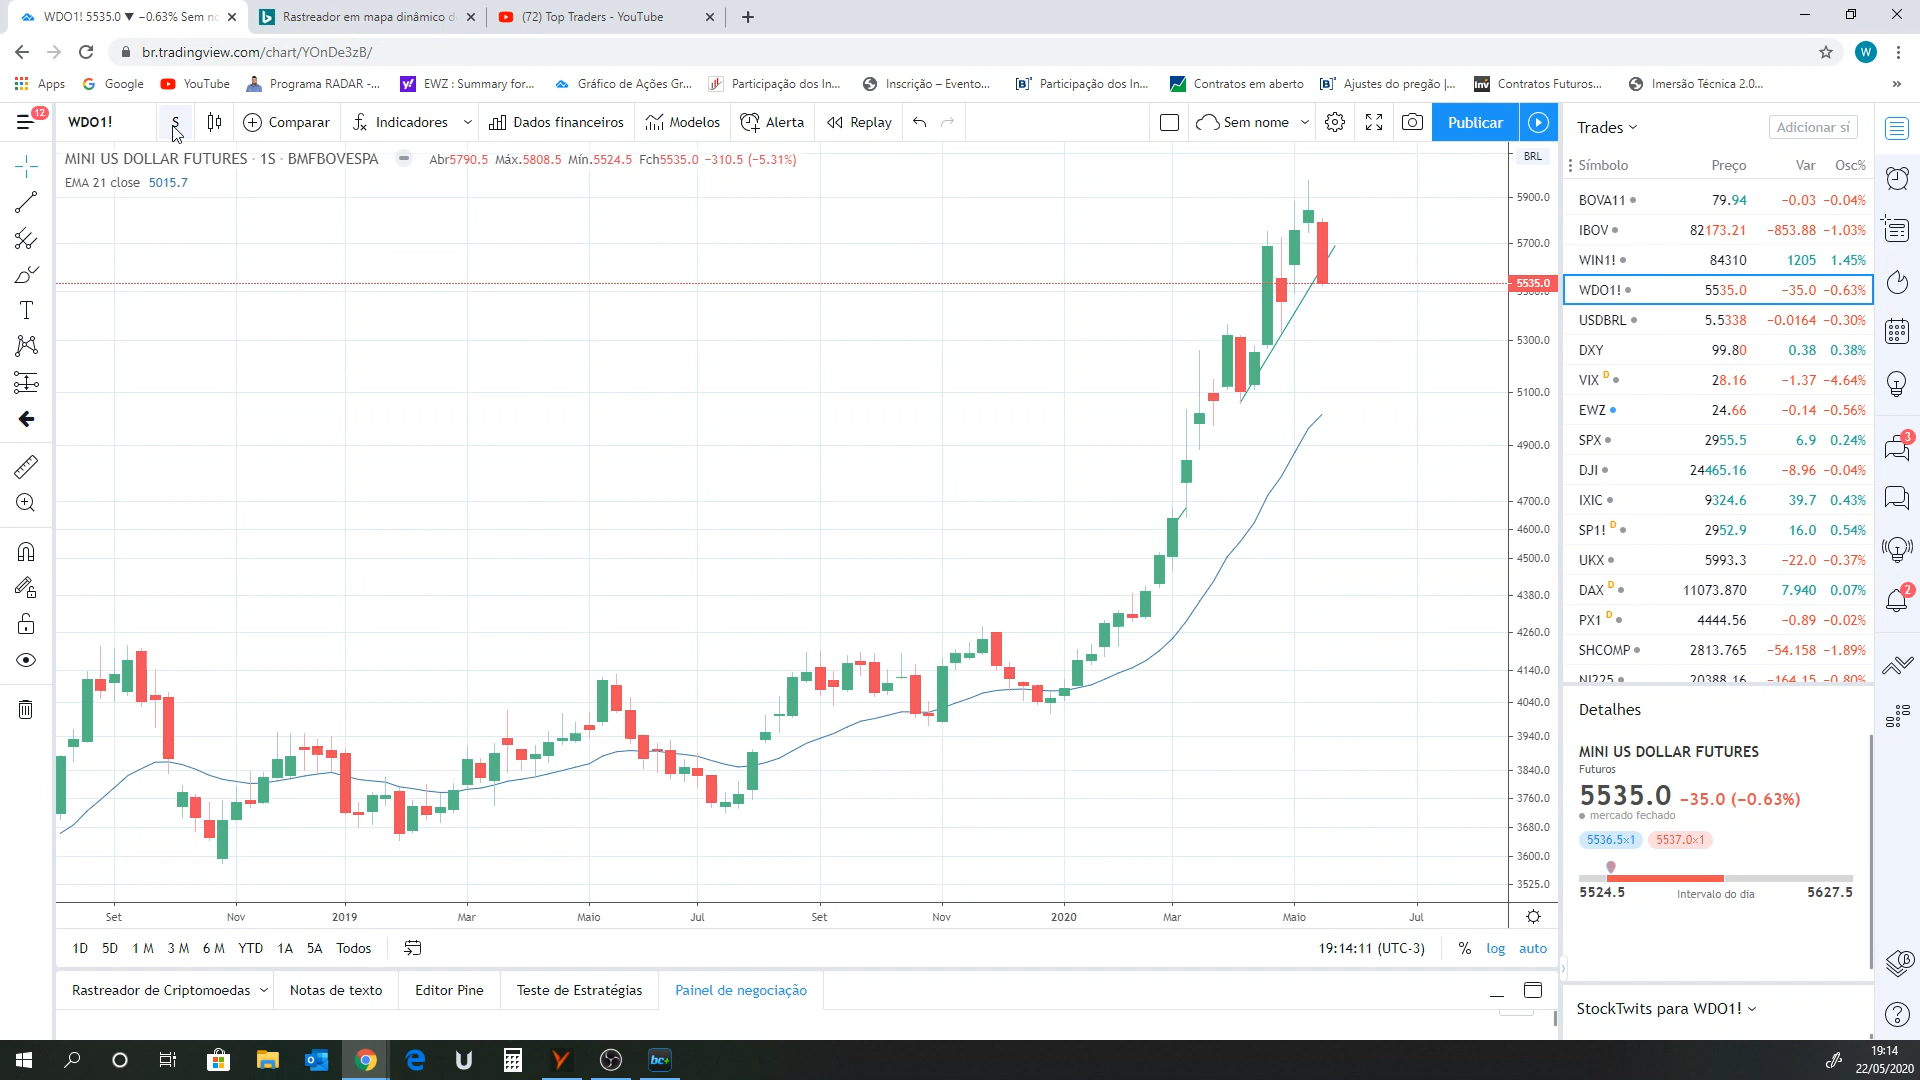 WDO1! 5535.0 ▼ −0.63% Sem no
Rastreador em mapa dinâmico d
(72) Top Traders - YouTube
br.tradingview.com/chart/YOnDe3zB/
W
Apps
Google
YouTube
Programa RADAR -...
EWZ : Summary for...
Gráfico de Ações Gr...
Participação dos In...
Inscrição – Evento...
Participação dos In...
Contratos em aberto
Ajustes do pregão |...
Contratos Futuros...
Imersão Técnica 2.0...
»
12
WDO1!
S
Comparar
Indicadores
Dados financeiros
Modelos
Alerta
Replay
Sem nome
Publicar
MINI US DOLLAR FUTURES · 1S · BMFBOVESPA
Abr5790.5 Máx.5808.5 Mín.5524.5 Fch5535.0 −310.5 (−5.31%)
EMA 21 close 5015.7
BRL
5900.0
5700.0
5535.0
5300.0
5100.0
4900.0
4700.0
4600.0
4500.0
4380.0
4260.0
4140.0
4040.0
3940.0
3840.0
3760.0
3680.0
3600.0
3525.0
Set Nov 2019 Mar Maio Jul Set Nov 2020 Mar Maio Jul
1D 5D 1 M 3 M 6 M YTD 1A 5A Todos
19:14:11 (UTC-3) % log auto
Rastreador de Criptomoedas
Notas de texto
Editor Pine
Teste de Estratégias
Painel de negociação
Trades
Adicionar sí
Símbolo Preço Var Osc%
BOVA11 79.94 −0.03 −0.04%
IBOV 82173.21 −853.88 −1.03%
WIN1! 84310 1205 1.45%
WDO1! 5535.0 −35.0 −0.63%
USDBRL 5.5338 −0.0164 −0.30%
DXY 99.80 0.38 0.38%
VIX D 28.16 −1.37 −4.64%
EWZ 24.66 −0.14 −0.56%
SPX 2955.5 6.9 0.24%
DJI 24465.16 −8.96 −0.04%
IXIC 9324.6 39.7 0.43%
SP1! D 2952.9 16.0 0.54%
UKX 5993.3 −22.0 −0.37%
DAX D 11073.870 7.940 0.07%
PX1 D 4444.56 −0.89 −0.02%
SHCOMP 2813.765 −54.158 −1.89%
NI225 20388.16 −164.15 −0.80%
Detalhes
MINI US DOLLAR FUTURES
Futuros
5535.0 −35.0 (−0.63%)
mercado fechado
5536.5×1 5537.0×1
5524.5 Intervalo do dia 5627.5
StockTwits para WDO1!
3
2
19:14
22/05/2020